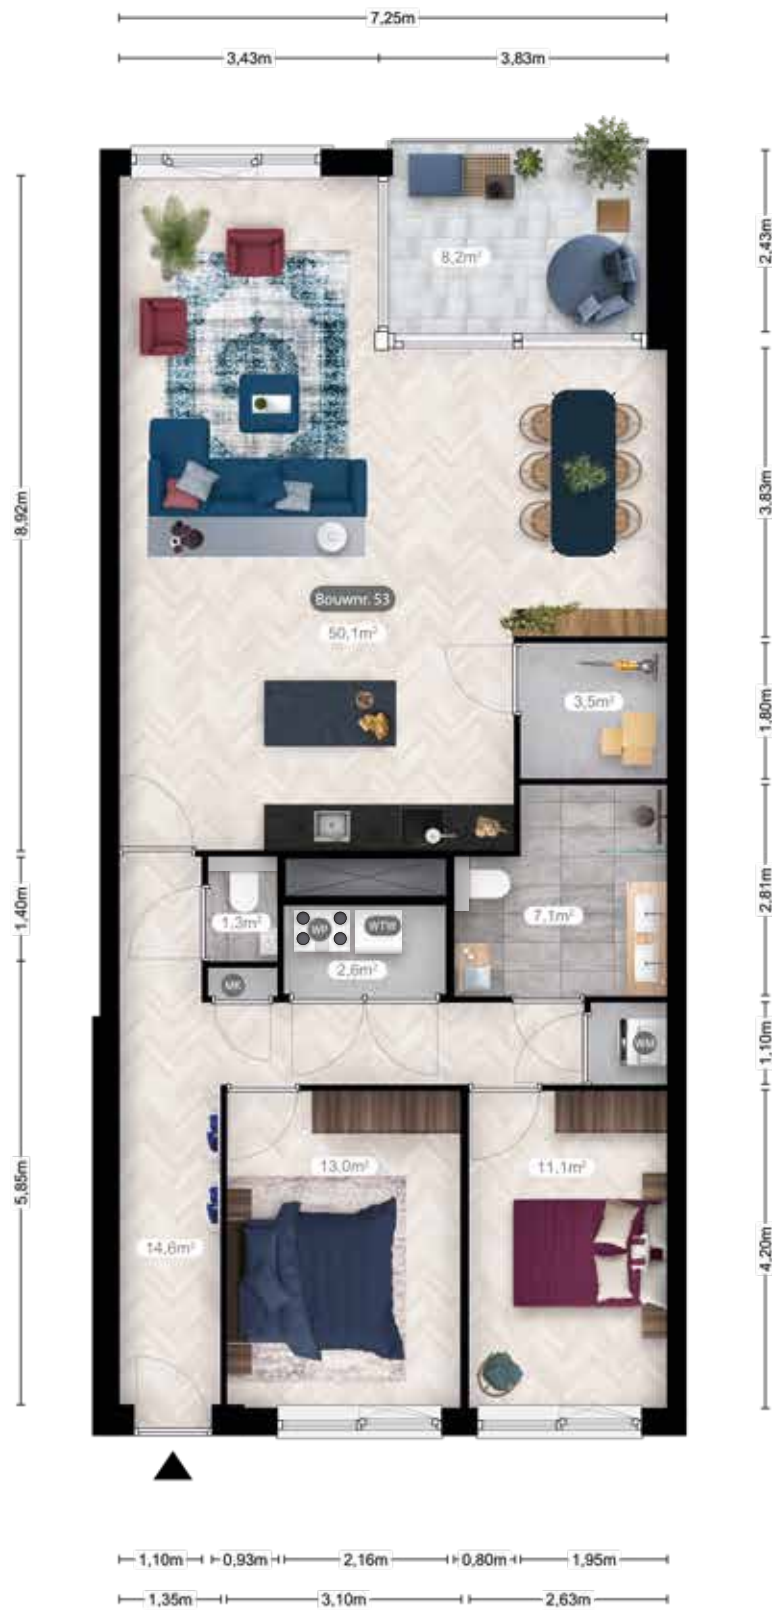 7,25m
3,43m
3,83m
2,43m
8,2m²
8,92m
3,83m
Bouwnr. 53
50,1m²
3,5m²
1,80m
1,40m
1,3m²
WP
WTW
7,1m²
2,81m
2,6m²
MK
WM
1,10m
5,85m
13,0m²
11,1m²
14,6m²
4,20m
1,10m 0,93m 2,16m 0,80m 1,95m
1,35m 3,10m 2,63m